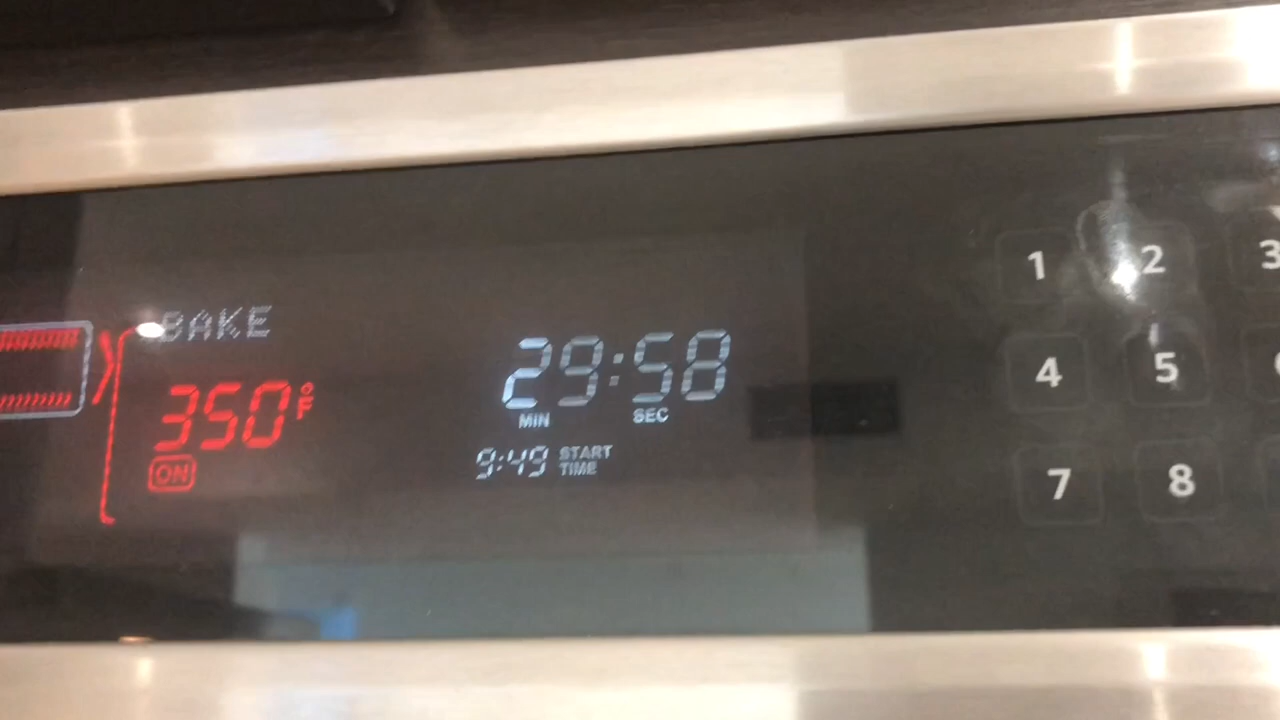 BAKE
350°F
ON
29:58
MIN SEC
9:49 START TIME
1 2 3
4 5
7 8